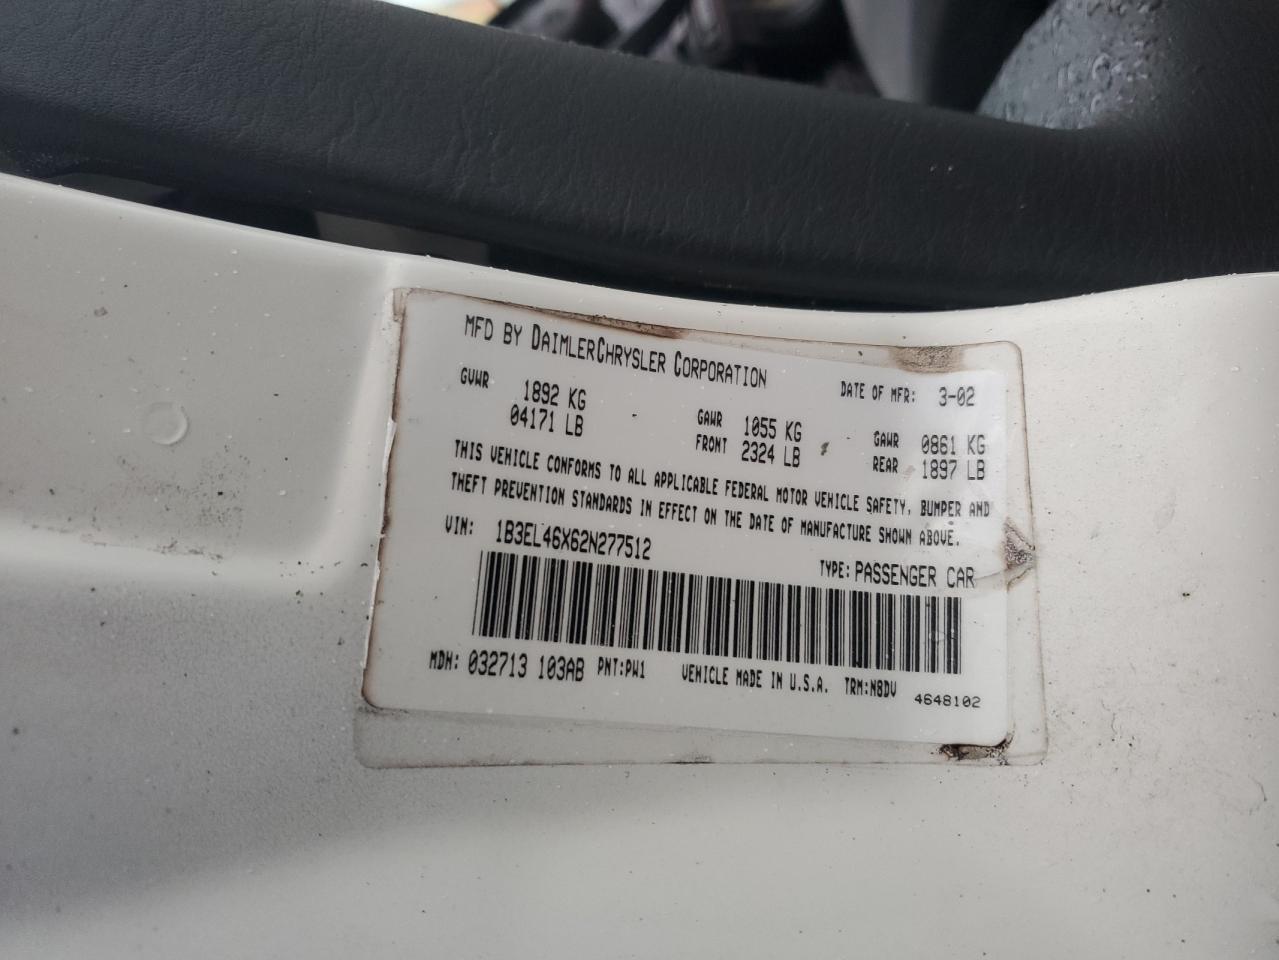 MFD BY DAIMLERCHRYSLER CORPORATION
DATE OF MFR: 3-02
GVWR 1892 KG
04171 LB
GAWR 1055 KG
FRONT 2324 LB
GAWR 0861 KG
REAR 1897 LB
THIS VEHICLE CONFORMS TO ALL APPLICABLE FEDERAL MOTOR VEHICLE SAFETY, BUMPER AND
THEFT PREVENTION STANDARDS IN EFFECT ON THE DATE OF MANUFACTURE SHOWN ABOVE.
VIN: 1B3EL46X62N277512
TYPE: PASSENGER CAR
MDH: 032713 103AB PNT:PW1 VEHICLE MADE IN U.S.A. TRM:N8DV 4648102